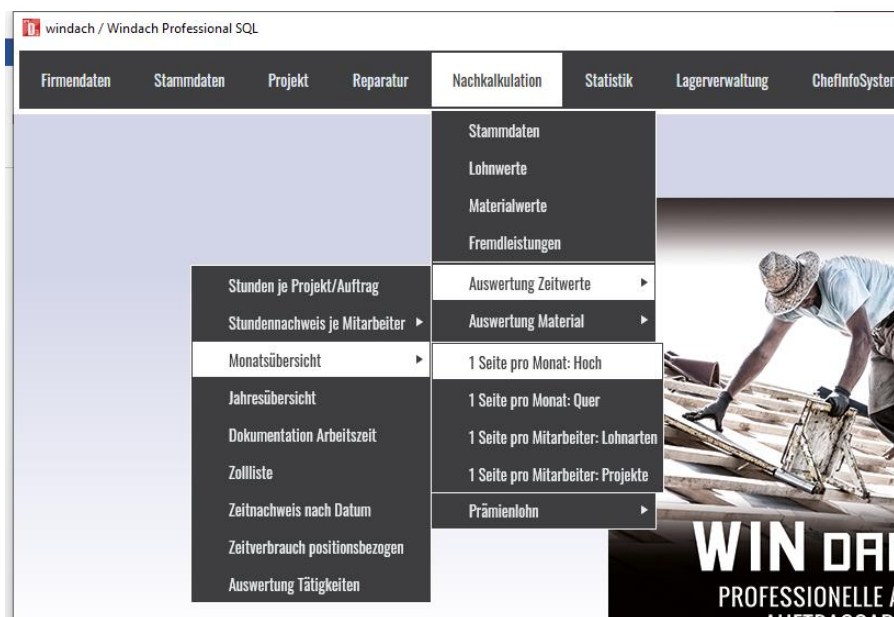 windach / Windach Professional SQL
Firmendaten Stammdaten Projekt Reparatur Nachkalkulation Statistik Lagerverwaltung ChefInfoSystem
Stammdaten
Lohnwerte
Materialwerte
Fremdleistungen
Auswertung Zeitwerte
Auswertung Material
Stunden je Projekt/Auftrag
Stundennachweis je Mitarbeiter
Monatsübersicht
Jahresübersicht
Dokumentation Arbeitszeit
Zollliste
Zeitnachweis nach Datum
Zeitverbrauch positionsbezogen
Auswertung Tätigkeiten
1 Seite pro Monat: Hoch
1 Seite pro Monat: Quer
1 Seite pro Mitarbeiter: Lohnarten
1 Seite pro Mitarbeiter: Projekte
Prämienlohn
WIN
PROFESSIONELLE